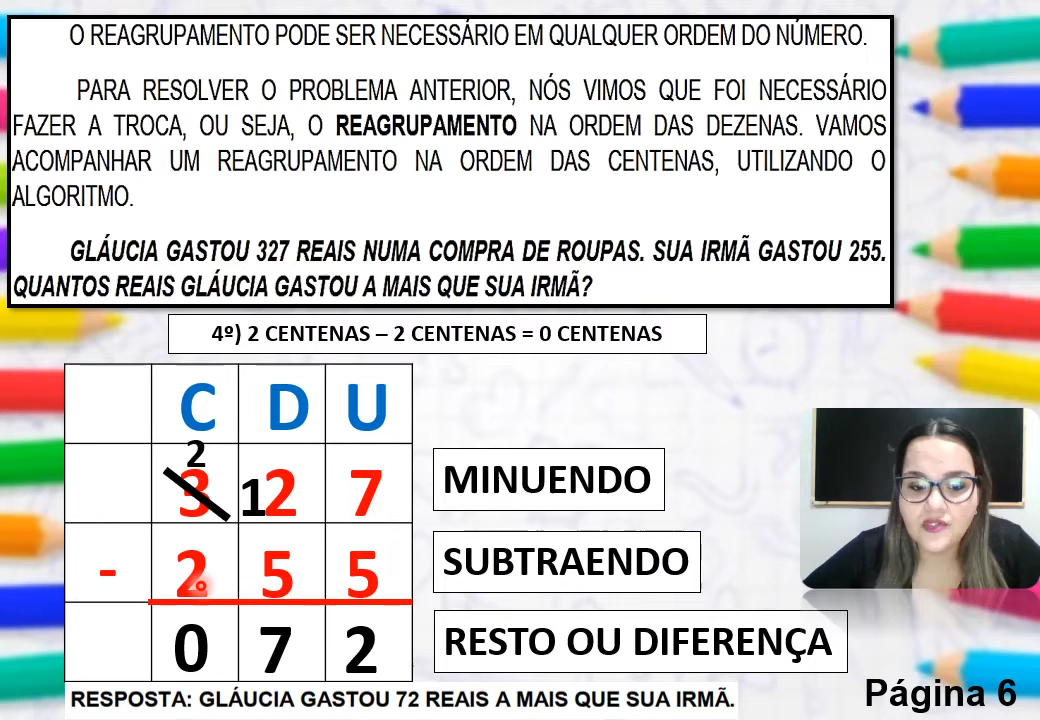 O REAGRUPAMENTO PODE SER NECESSÁRIO EM QUALQUER ORDEM DO NÚMERO.
PARA RESOLVER O PROBLEMA ANTERIOR, NÓS VIMOS QUE FOI NECESSÁRIO
FAZER A TROCA, OU SEJA, O REAGRUPAMENTO NA ORDEM DAS DEZENAS. VAMOS
ACOMPANHAR UM REAGRUPAMENTO NA ORDEM DAS CENTENAS, UTILIZANDO O
ALGORITMO.
GLÁUCIA GASTOU 327 REAIS NUMA COMPRA DE ROUPAS. SUA IRMÃ GASTOU 255.
QUANTOS REAIS GLÁUCIA GASTOU A MAIS QUE SUA IRMÃ?
4º) 2 CENTENAS – 2 CENTENAS = 0 CENTENAS
C D U
2
3 12 7
MINUENDO
- 2 5 5
SUBTRAENDO
0 7 2
RESTO OU DIFERENÇA
RESPOSTA: GLÁUCIA GASTOU 72 REAIS A MAIS QUE SUA IRMÃ.
Página 6